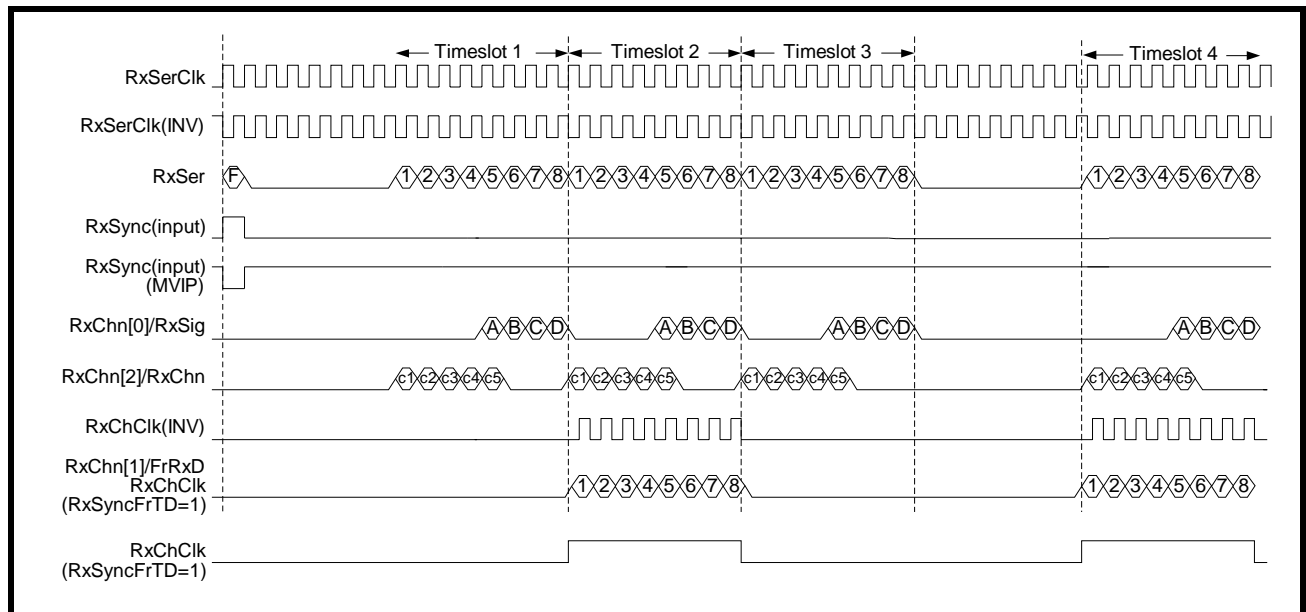 Timeslot 1 Timeslot 2 Timeslot 3 Timeslot 4
RxSerClk
RxSerClk(INV)
RxSer F 1 2 3 4 5 6 7 8 1 2 3 4 5 6 7 8 1 2 3 4 5 6 7 8 1 2 3 4 5 6 7 8
RxSync(input)
RxSync(input)
(MVIP)
RxChn[0]/RxSig A B C D A B C D A B C D A B C D
RxChn[2]/RxChn c1 c2 c3 c4 c5 c1 c2 c3 c4 c5 c1 c2 c3 c4 c5 c1 c2 c3 c4 c5
RxChClk(INV)
RxChn[1]/FrRxD
RxChClk 1 2 3 4 5 6 7 8 1 2 3 4 5 6 7 8
(RxSyncFrTD=1)
RxChClk
(RxSyncFrTD=1)